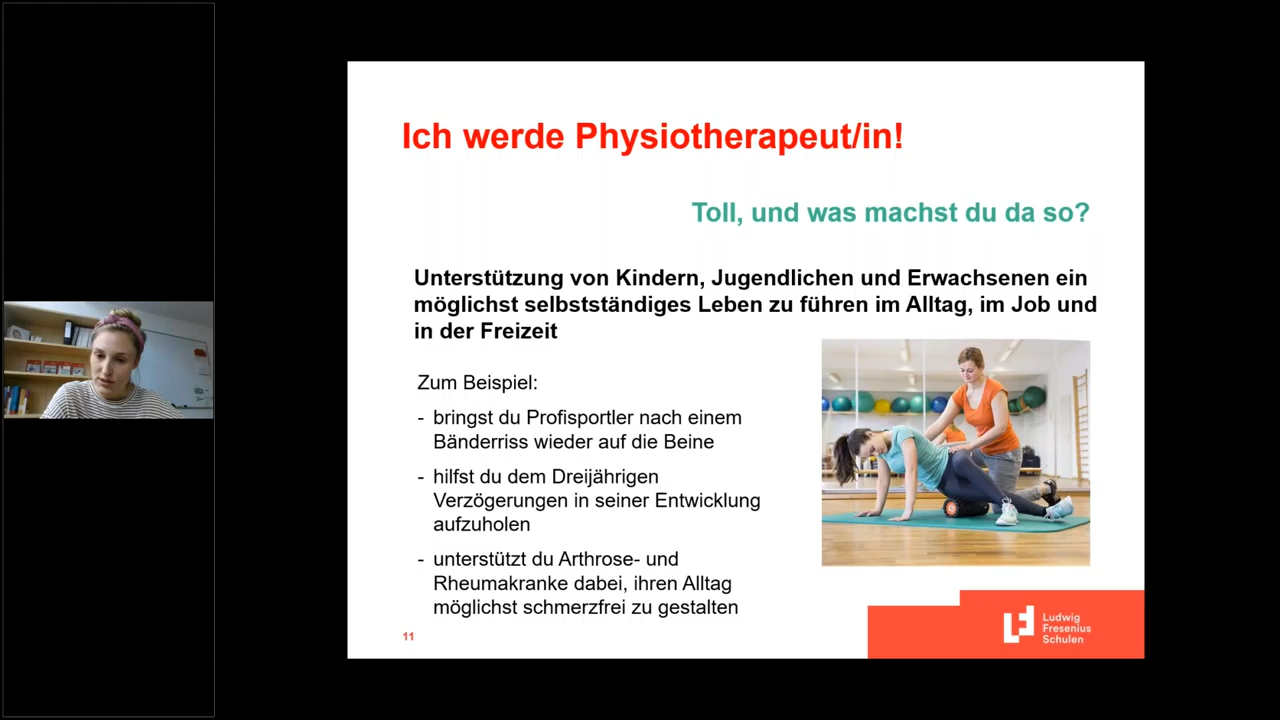 Ich werde Physiotherapeut/in!
Toll, und was machst du da so?
Unterstützung von Kindern, Jugendlichen und Erwachsenen ein
möglichst selbstständiges Leben zu führen im Alltag, im Job und
in der Freizeit
Zum Beispiel:
- bringst du Profisportler nach einem
Bänderriss wieder auf die Beine
- hilfst du dem Dreijährigen
Verzögerungen in seiner Entwicklung
aufzuholen
- unterstützt du Arthrose- und
Rheumakranke dabei, ihren Alltag
möglichst schmerzfrei zu gestalten
11
Ludwig
Fresenius
Schulen